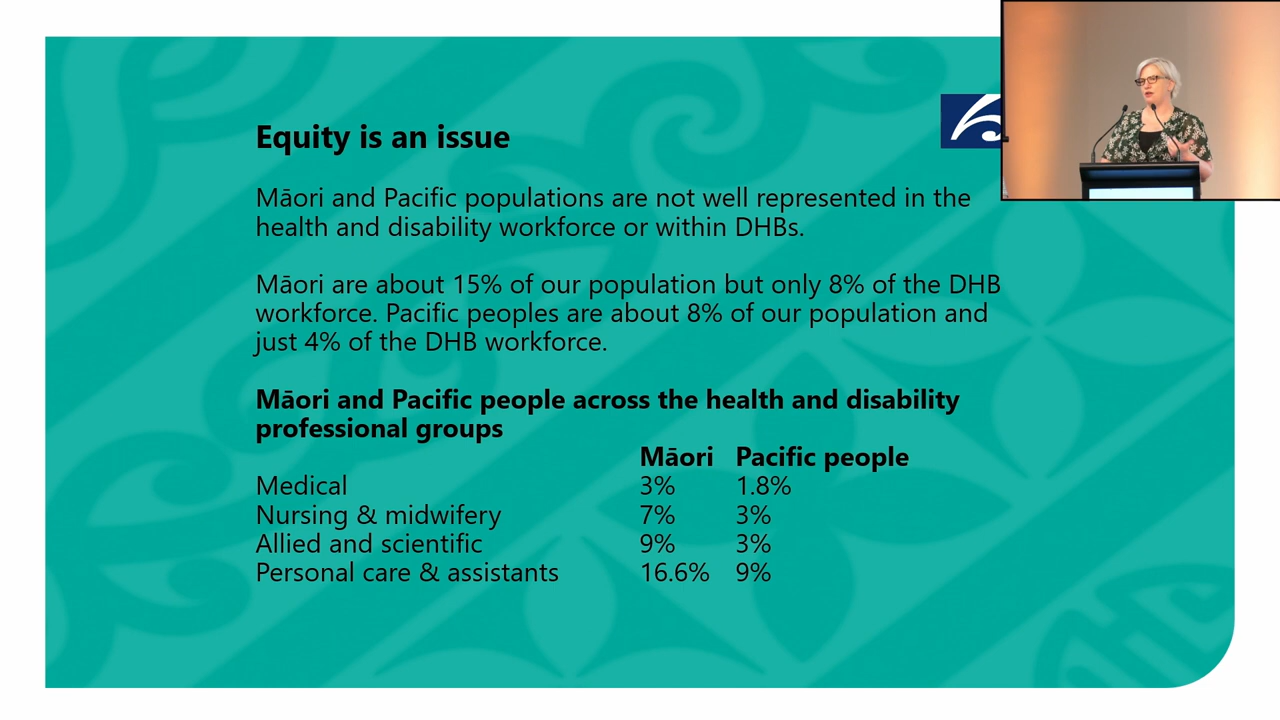 Equity is an issue
Māori and Pacific populations are not well represented in the
health and disability workforce or within DHBs.
Māori are about 15% of our population but only 8% of the DHB
workforce. Pacific peoples are about 8% of our population and
just 4% of the DHB workforce.
Māori and Pacific people across the health and disability
professional groups
Māori Pacific people
Medical 3% 1.8%
Nursing & midwifery 7% 3%
Allied and scientific 9% 3%
Personal care & assistants 16.6% 9%